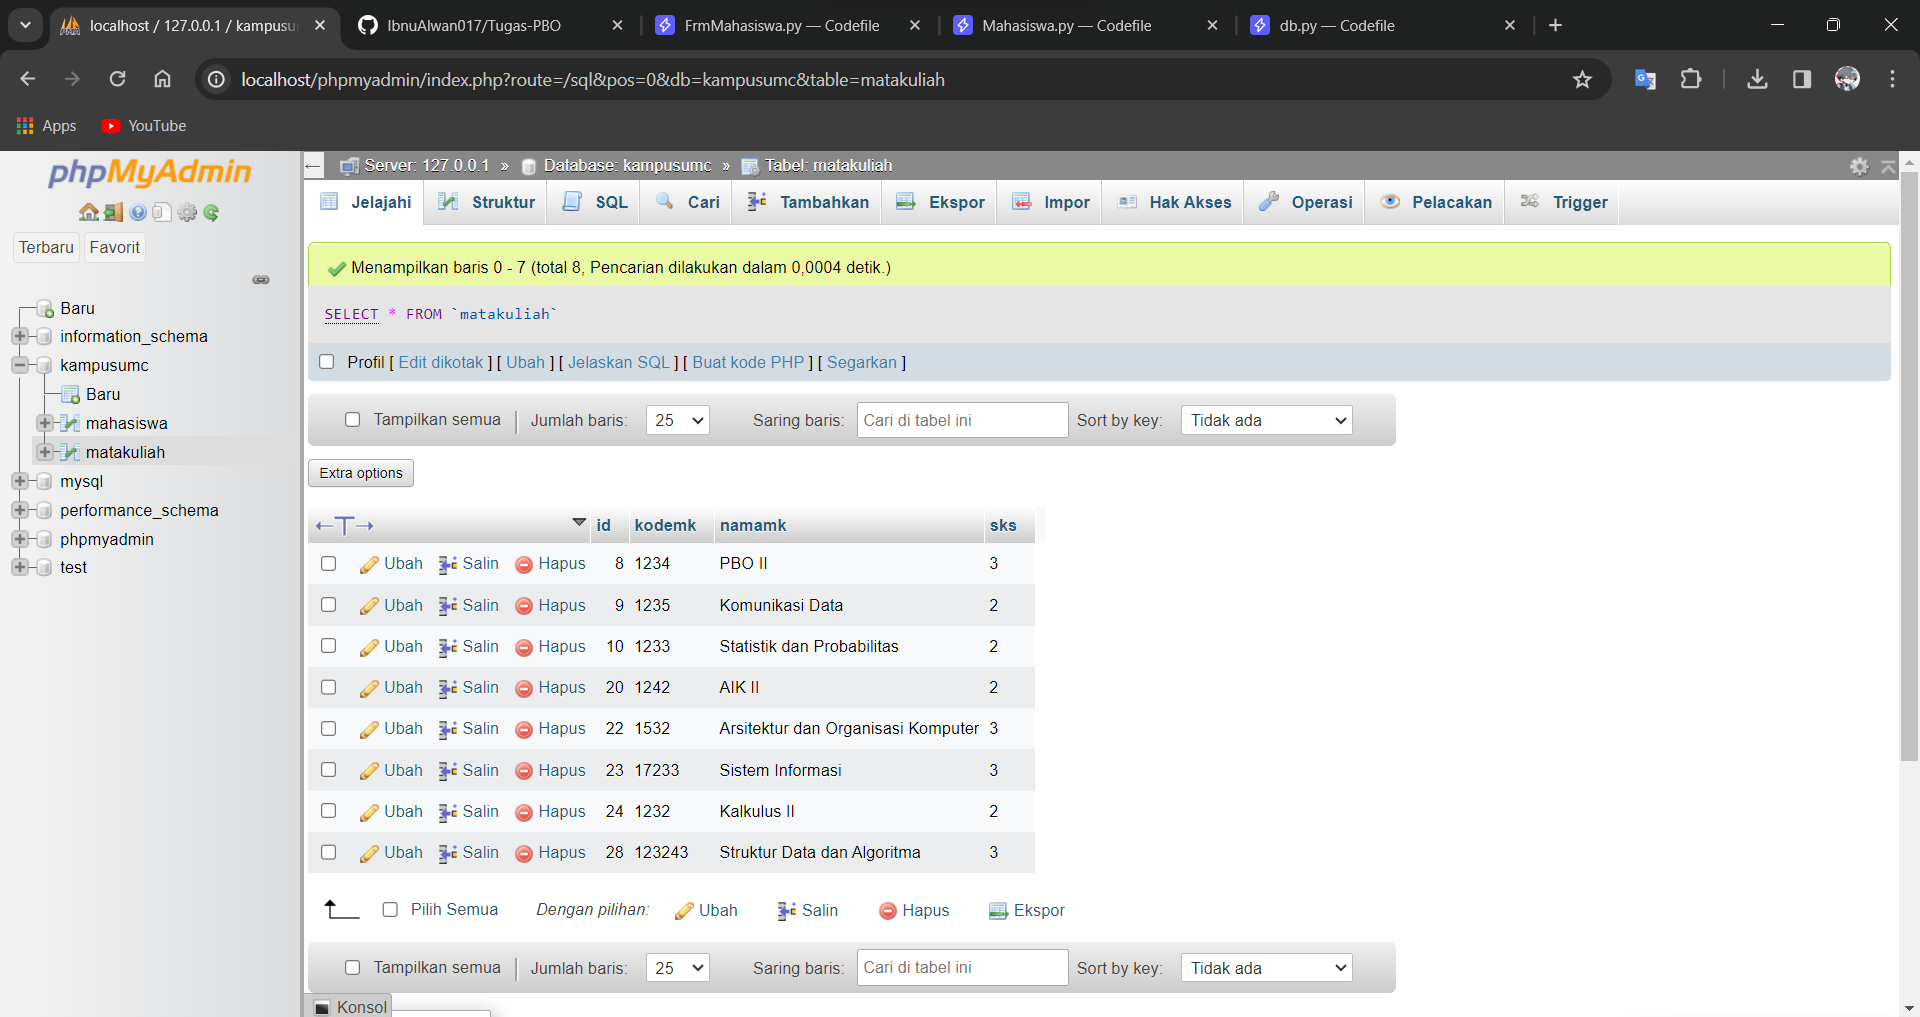 localhost / 127.0.0.1 / kampusu
IbnuAlwan017/Tugas-PBO
FrmMahasiswa.py — Codefile
Mahasiswa.py — Codefile
db.py — Codefile
localhost/phpmyadmin/index.php?route=/sql&pos=0&db=kampusumc&table=matakuliah
Apps
YouTube
phpMyAdmin
Terbaru
Favorit
Baru
information_schema
kampusumc
Baru
mahasiswa
matakuliah
mysql
performance_schema
phpmyadmin
test
Server: 127.0.0.1 » Database: kampusumc » Tabel: matakuliah
Jelajahi Struktur SQL Cari Tambahkan Ekspor Impor Hak Akses Operasi Pelacakan Trigger
Menampilkan baris 0 - 7 (total 8, Pencarian dilakukan dalam 0,0004 detik.)
SELECT * FROM `matakuliah`
Profil [ Edit dikotak ] [ Ubah ] [ Jelaskan SQL ] [ Buat kode PHP ] [ Segarkan ]
Tampilkan semua Jumlah baris: 25 Saring baris: Cari di tabel ini Sort by key: Tidak ada
Extra options
←T→ id kodemk namamk sks
Ubah Salin Hapus 8 1234 PBO II 3
Ubah Salin Hapus 9 1235 Komunikasi Data 2
Ubah Salin Hapus 10 1233 Statistik dan Probabilitas 2
Ubah Salin Hapus 20 1242 AIK II 2
Ubah Salin Hapus 22 1532 Arsitektur dan Organisasi Komputer 3
Ubah Salin Hapus 23 17233 Sistem Informasi 3
Ubah Salin Hapus 24 1232 Kalkulus II 2
Ubah Salin Hapus 28 123243 Struktur Data dan Algoritma 3
Pilih Semua Dengan pilihan: Ubah Salin Hapus Ekspor
Tampilkan semua Jumlah baris: 25 Saring baris: Cari di tabel ini Sort by key: Tidak ada
Konsol